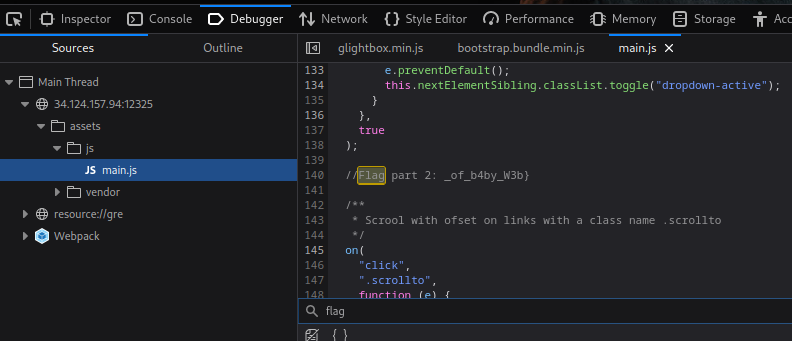 Inspector Console Debugger Network Style Editor Performance Memory Storage
Sources Outline glightbox.min.js bootstrap.bundle.min.js main.js
Main Thread
34.124.157.94:12325
assets
js
JS main.js
vendor
resource://gre
Webpack
133 e.preventDefault();
134 this.nextElementSibling.classList.toggle("dropdown-active");
135 }
136 },
137 true
138 );
139
140 //Flag part 2: _of_b4by_W3b}
141
142 /**
143 * Scrool with ofset on links with a class name .scrollto
144 */
145 on(
146 "click",
147 ".scrollto",
148 function (e) {
flag
{ }